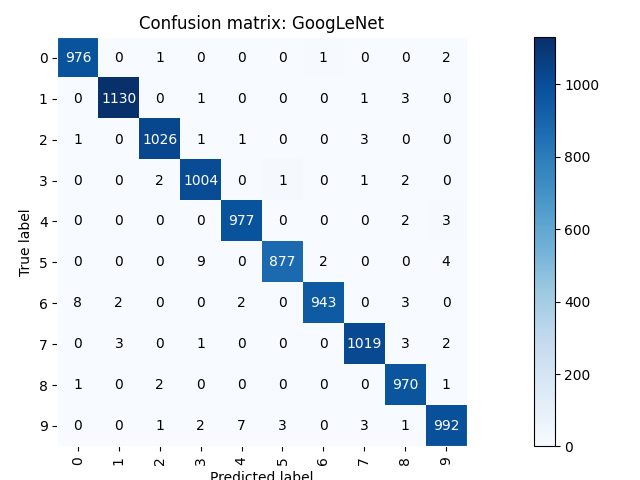 Confusion matrix: GoogLeNet
0 976 0 1 0 0 0 1 0 0 2
1 0 1130 0 1 0 0 0 1 3 0
2 1 0 1026 1 1 0 0 3 0 0
3 0 0 2 1004 0 1 0 1 2 0
4 0 0 0 0 977 0 0 0 2 3
5 0 0 0 9 0 877 2 0 0 4
6 8 2 0 0 2 0 943 0 3 0
7 0 3 0 1 0 0 0 1019 3 2
8 1 0 2 0 0 0 0 0 970 1
9 0 0 1 2 7 3 0 3 1 992
0 1 2 3 4 5 6 7 8 9
True label
Predicted label
1000
800
600
400
200
0